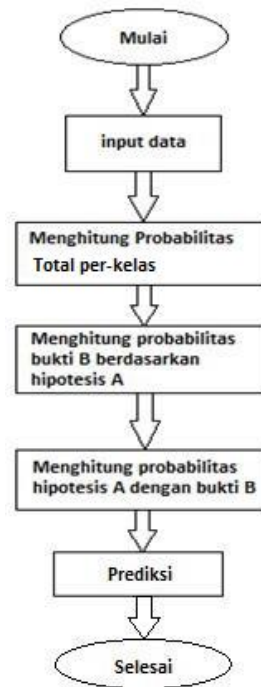 Mulai
input data
Menghitung Probabilitas
Total per-kelas
Menghitung probabilitas
bukti B berdasarkan
hipotesis A
Menghitung probabilitas
hipotesis A dengan bukti B
Prediksi
Selesai